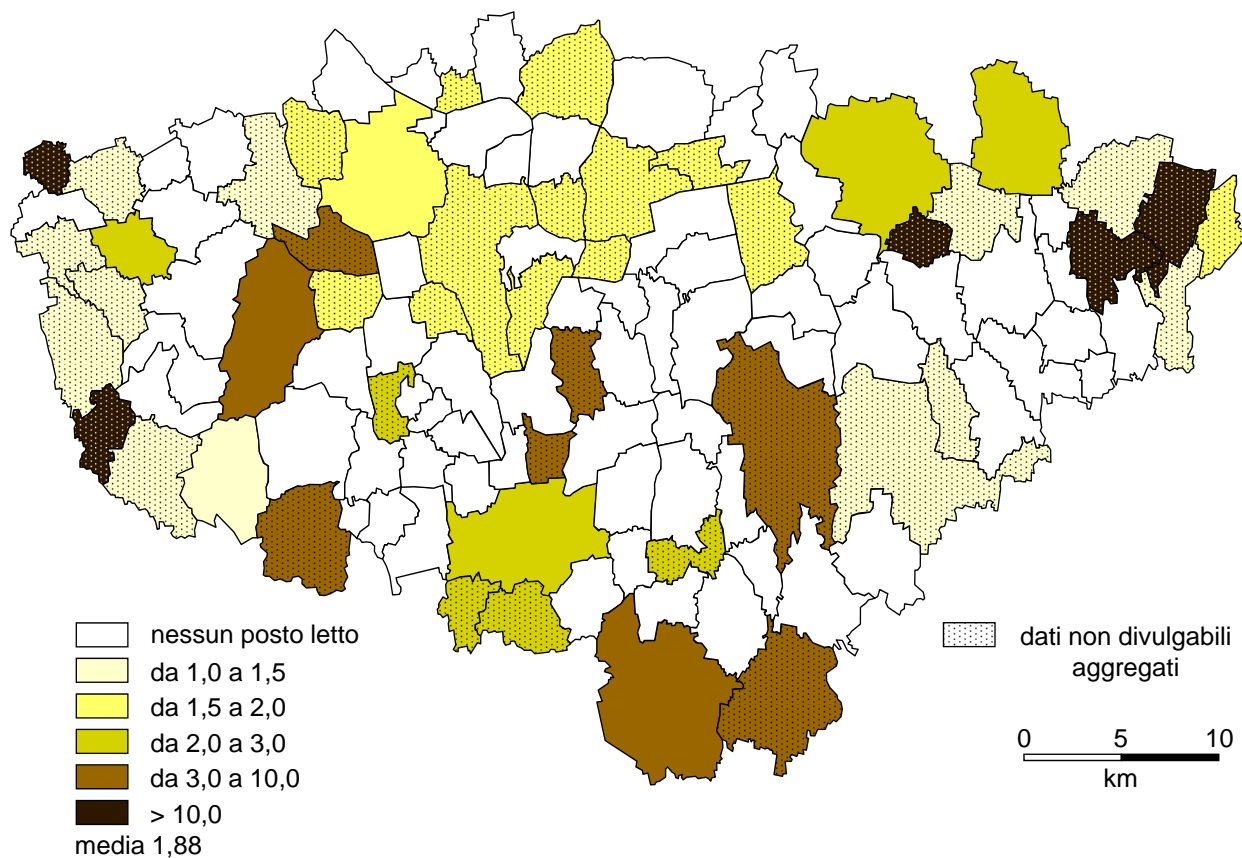 nessun posto letto
da 1,0 a 1,5
da 1,5 a 2,0
da 2,0 a 3,0
da 3,0 a 10,0
> 10,0
media 1,88
dati non divulgabili
aggregati
0 5 10
km